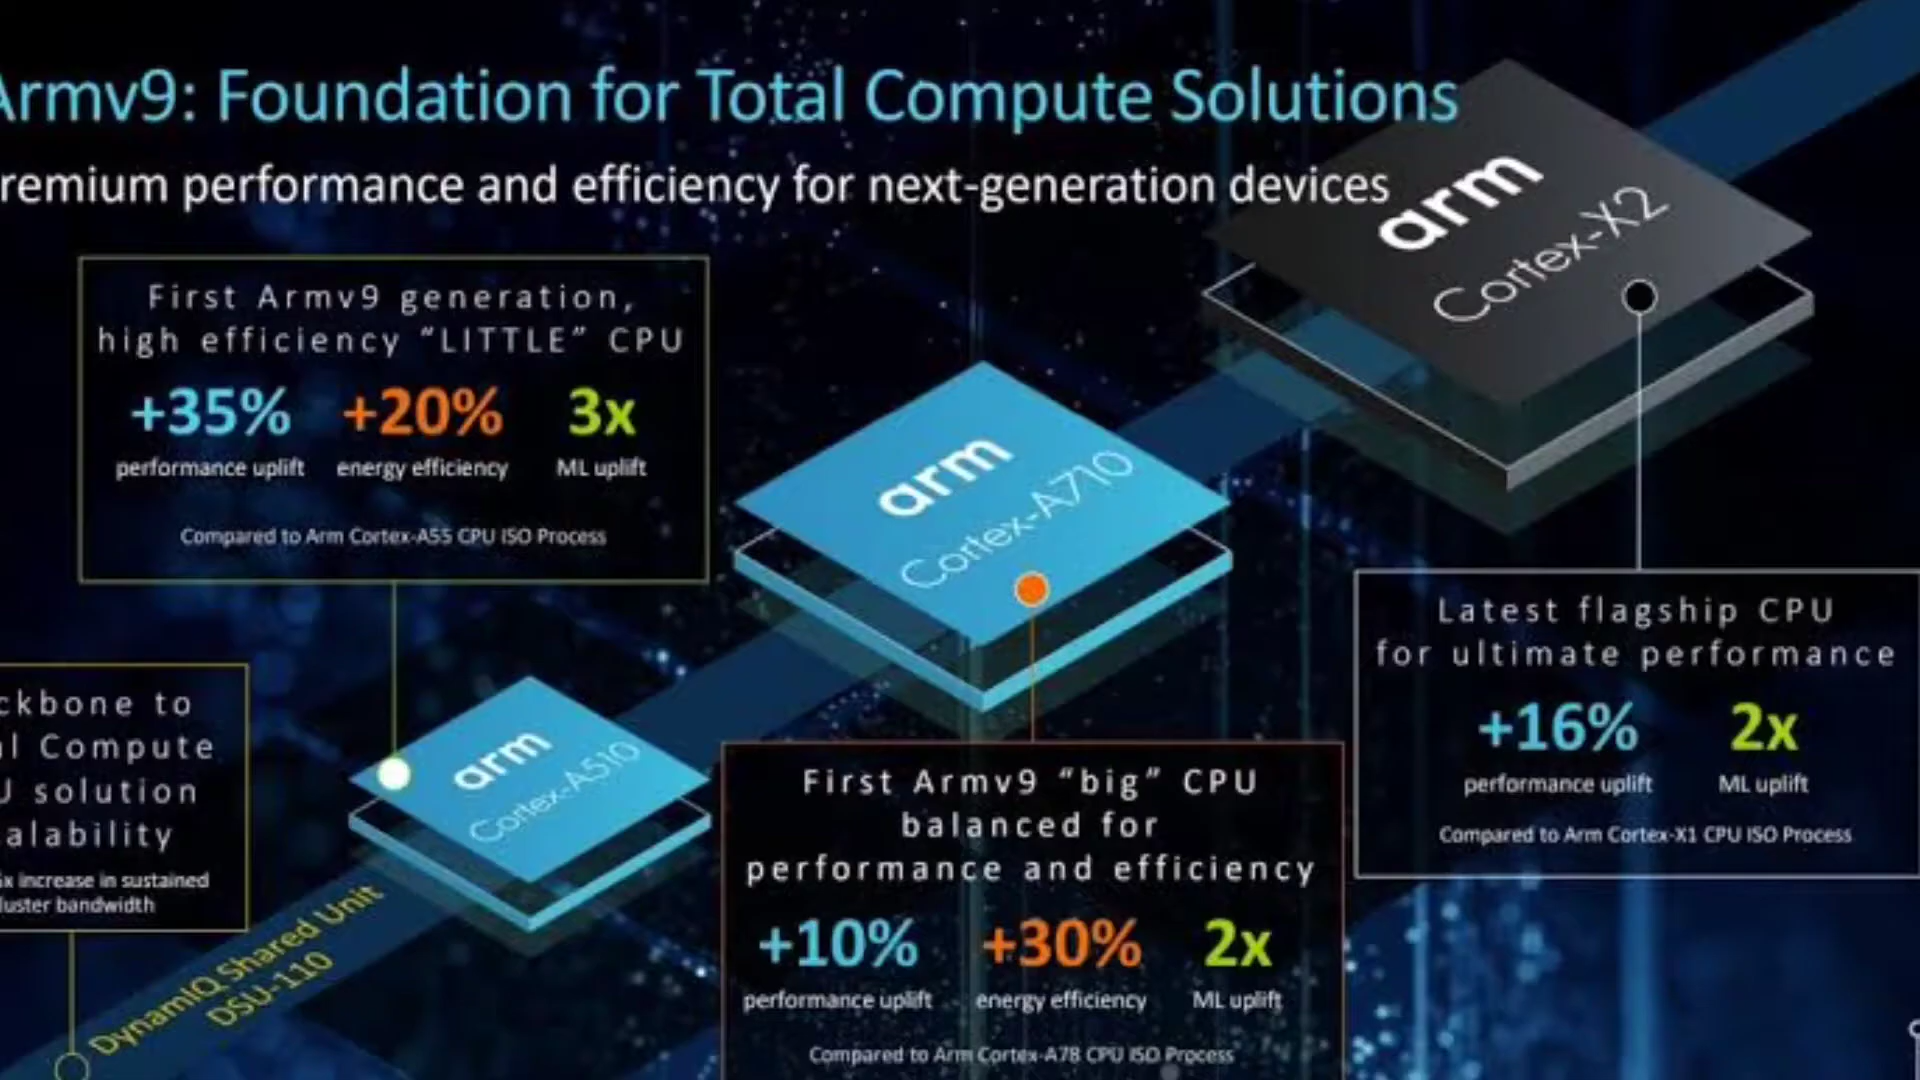 Armv9: Foundation for Total Compute Solutions
remium performance and efficiency for next-generation devices
arm
Cortex-X2
First Armv9 generation,
high efficiency “LITTLE” CPU
+35% +20% 3x
performance uplift energy efficiency ML uplift
Compared to Arm Cortex-A55 CPU ISO Process
arm
Cortex-A710
Latest flagship CPU
for ultimate performance
+16% 2x
performance uplift ML uplift
Compared to Arm Cortex-X1 CPU ISO Process
ckbone to
al Compute
U solution
alability
x increase in sustained
luster bandwidth
arm
Cortex-A510
First Armv9 “big” CPU
balanced for
performance and efficiency
+10% +30% 2x
performance uplift energy efficiency ML uplift
Compared to Arm Cortex-A78 CPU ISO Process
DynamIQ Shared Unit
DSU-110